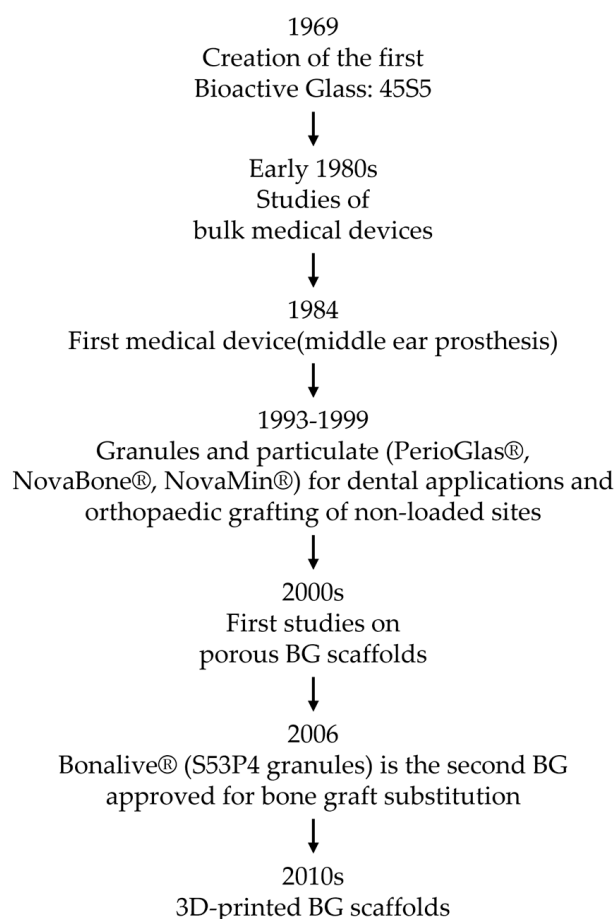 1969
Creation of the first
Bioactive Glass: 45S5
Early 1980s
Studies of
bulk medical devices
1984
First medical device(middle ear prosthesis)
1993-1999
Granules and particulate (PerioGlas®,
NovaBone®, NovaMin®) for dental applications and
orthopaedic grafting of non-loaded sites
2000s
First studies on
porous BG scaffolds
2006
Bonalive® (S53P4 granules) is the second BG
approved for bone graft substitution
2010s
3D-printed BG scaffolds